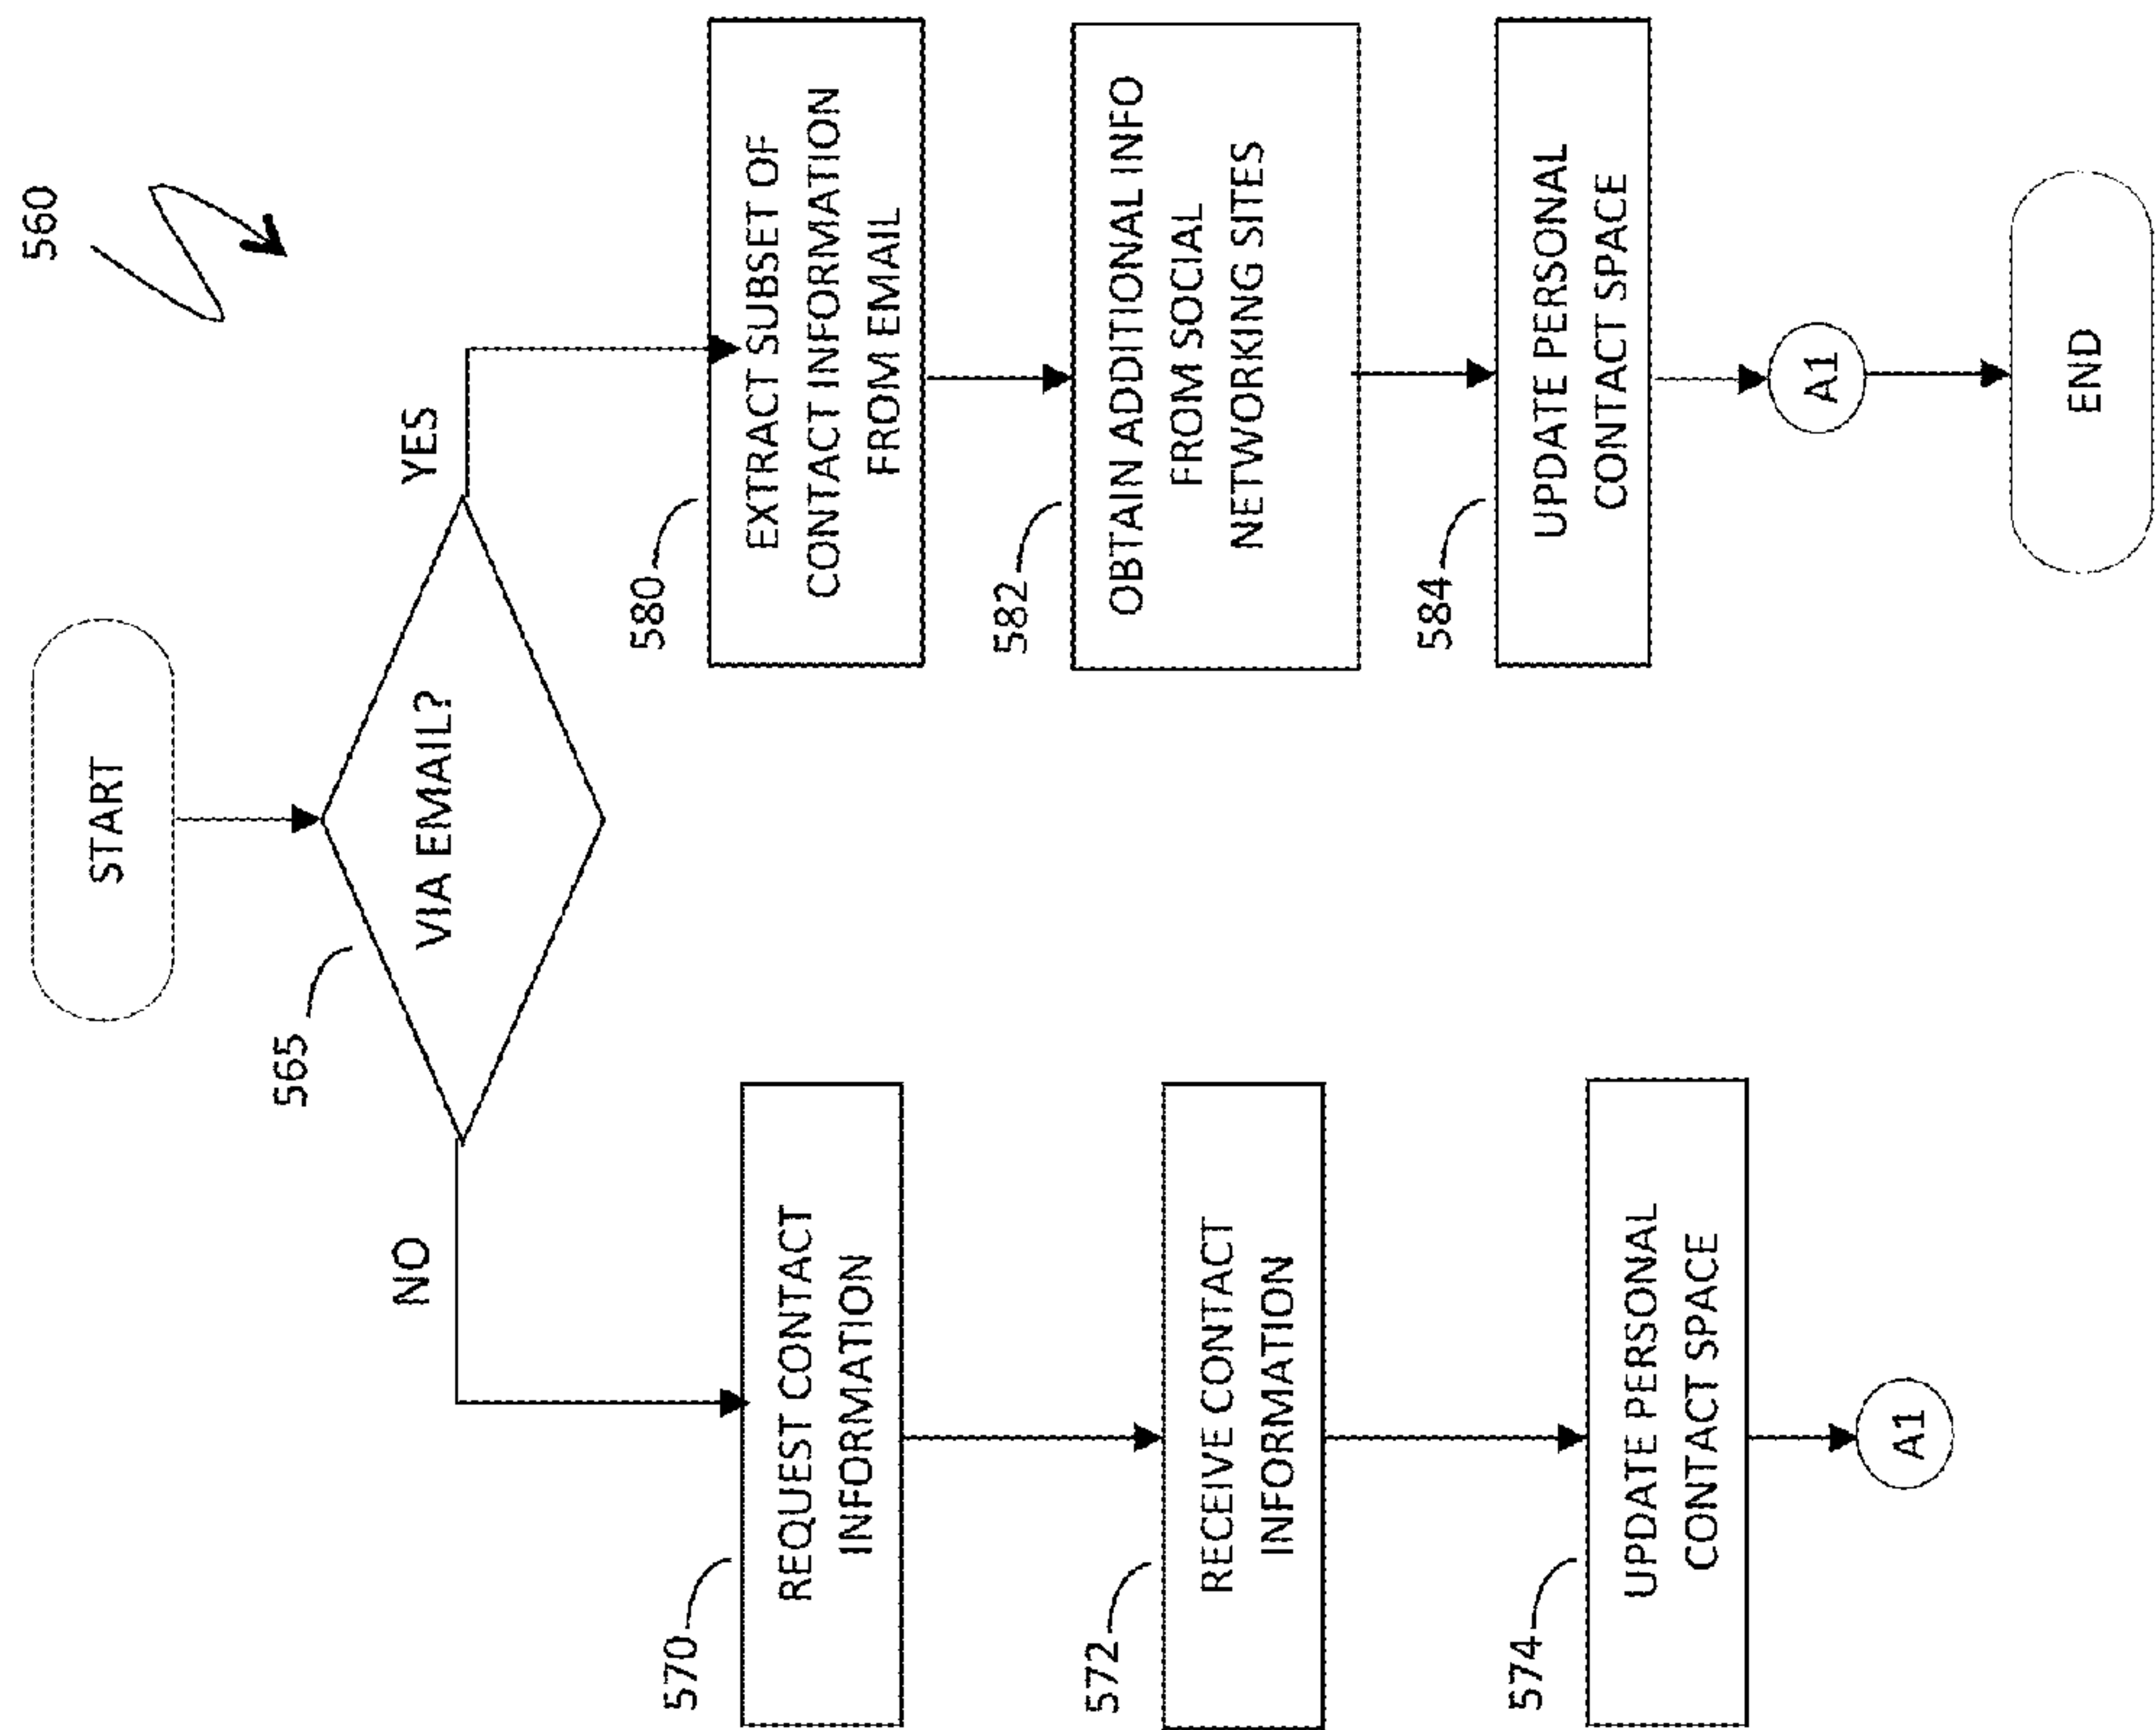 560
START
565
VIA EMAIL?
NO
YES
570
REQUEST CONTACT
INFORMATION
572
RECEIVE CONTACT
INFORMATION
574
UPDATE PERSONAL
CONTACT SPACE
A1
580
EXTRACT SUBSET OF
CONTACT INFORMATION
FROM EMAIL
582
OBTAIN ADDITIONAL INFO
FROM SOCIAL
NETWORKING SITES
584
UPDATE PERSONAL
CONTACT SPACE
A1
END